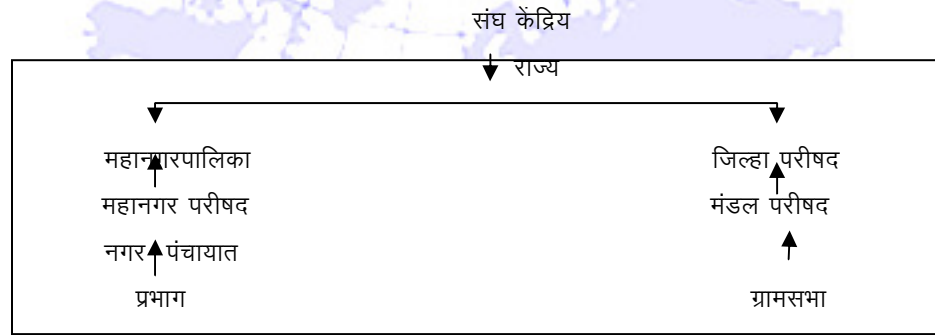 संघ केंद्रिय
राज्य
महानगरपालिका जिल्हा परीषद
महानगर परीषद मंडल परीषद
नगर पंचायात
प्रभाग ग्रामसभा